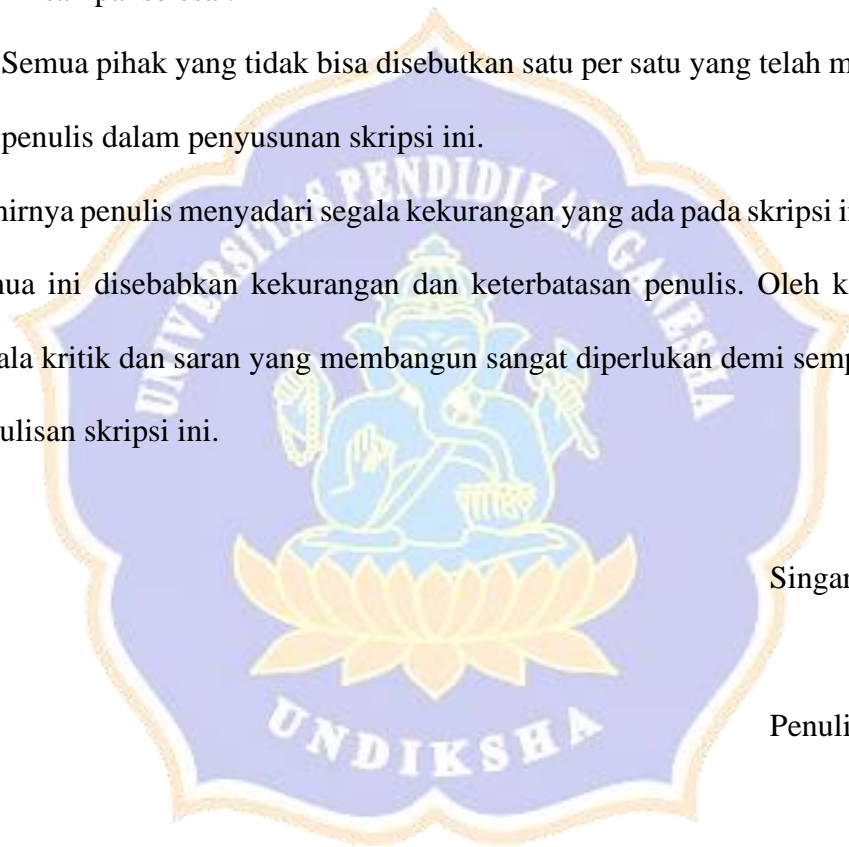 Semua pihak yang tidak bisa disebutkan satu per satu yang telah m
penulis dalam penyusunan skripsi ini.
hirnya penulis menyadari segala kekurangan yang ada pada skripsi i
ua ini disebabkan kekurangan dan keterbatasan penulis. Oleh k
ala kritik dan saran yang membangun sangat diperlukan demi semp
ulisan skripsi ini.
Singar
Penuli
UNIVERSITAS PENDIDIKAN GANESHA
UNDIKSHA